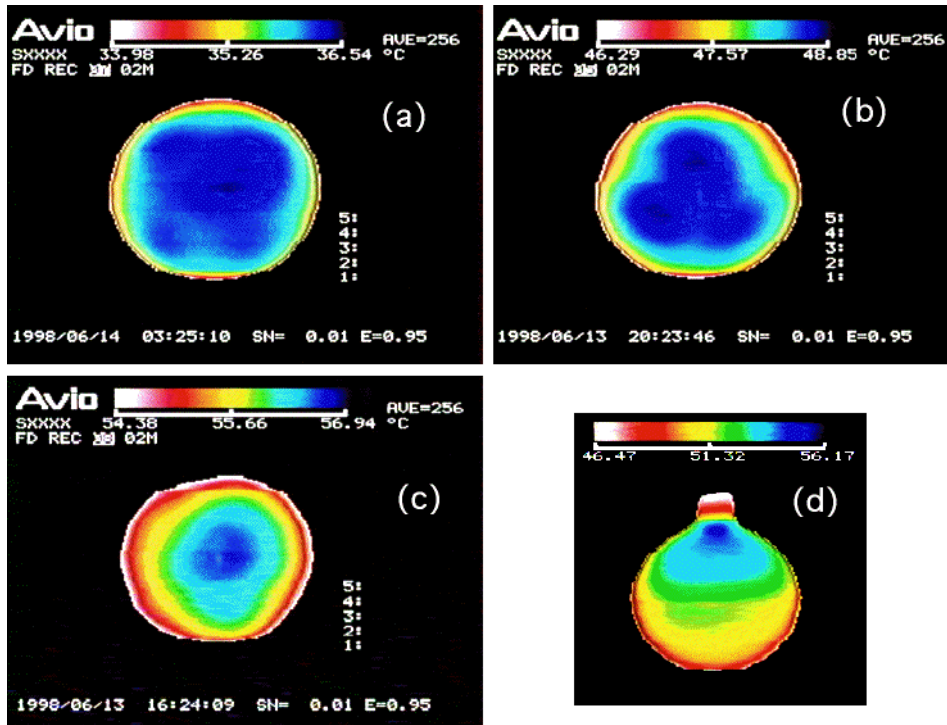 Avio
AVE=256
SXXXX 33.98 35.26 36.54 °C
FD REC 02M
(a)
5:
4:
3:
2:
1:
1998/06/14 03:25:10 SN= 0.01 E=0.95
Avio
AVE=256
SXXXX 46.29 47.57 48.85 °C
FD REC 02M
(b)
5:
4:
3:
2:
1:
1998/06/13 20:23:46 SN= 0.01 E=0.95
Avio
AVE=256
SXXXX 54.38 55.66 56.94 °C
FD REC 02M
(c)
5:
4:
3:
2:
1:
1998/06/13 16:24:09 SN= 0.01 E=0.95
46.47 51.32 56.17
(d)